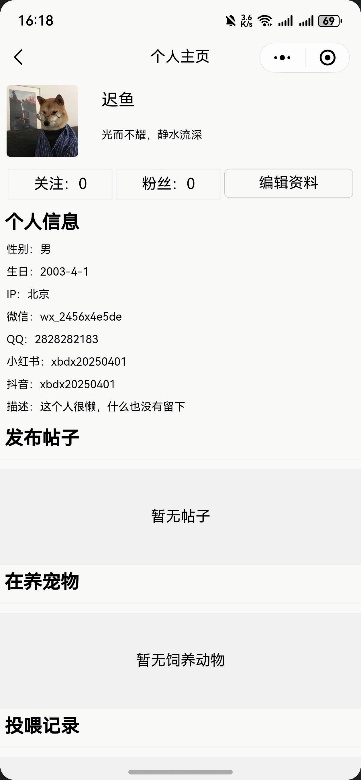 16:18
3.6 K/s
69
个人主页
迟鱼
光而不耀，静水流深
关注：0
粉丝：0
编辑资料
个人信息
性别：男
生日：2003-4-1
IP：北京
微信：wx_2456x4e5de
QQ：2828282183
小红书：xbdx20250401
抖音：xbdx20250401
描述：这个人很懒，什么也没有留下
发布帖子
暂无帖子
在养宠物
暂无饲养动物
投喂记录